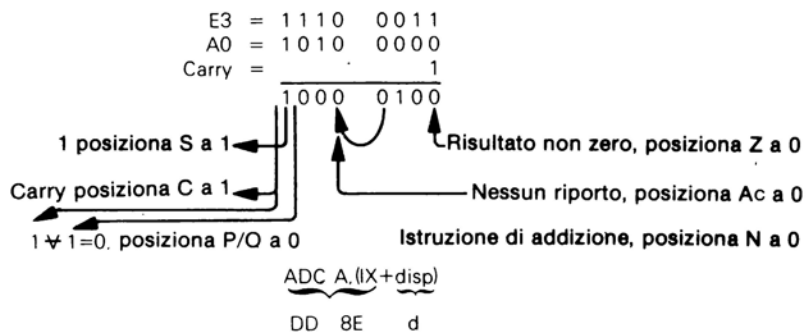 E3 = 1110 0011
A0 = 1010 0000
Carry = 1
1000 0100
1 posiziona S a 1
Risultato non zero, posiziona Z a 0
Carry posiziona C a 1
Nessun riporto, posiziona Ac a 0
1 ⊻ 1=0, posiziona P/O a 0
Istruzione di addizione, posiziona N a 0
ADC A,(IX+disp)
DD 8E d